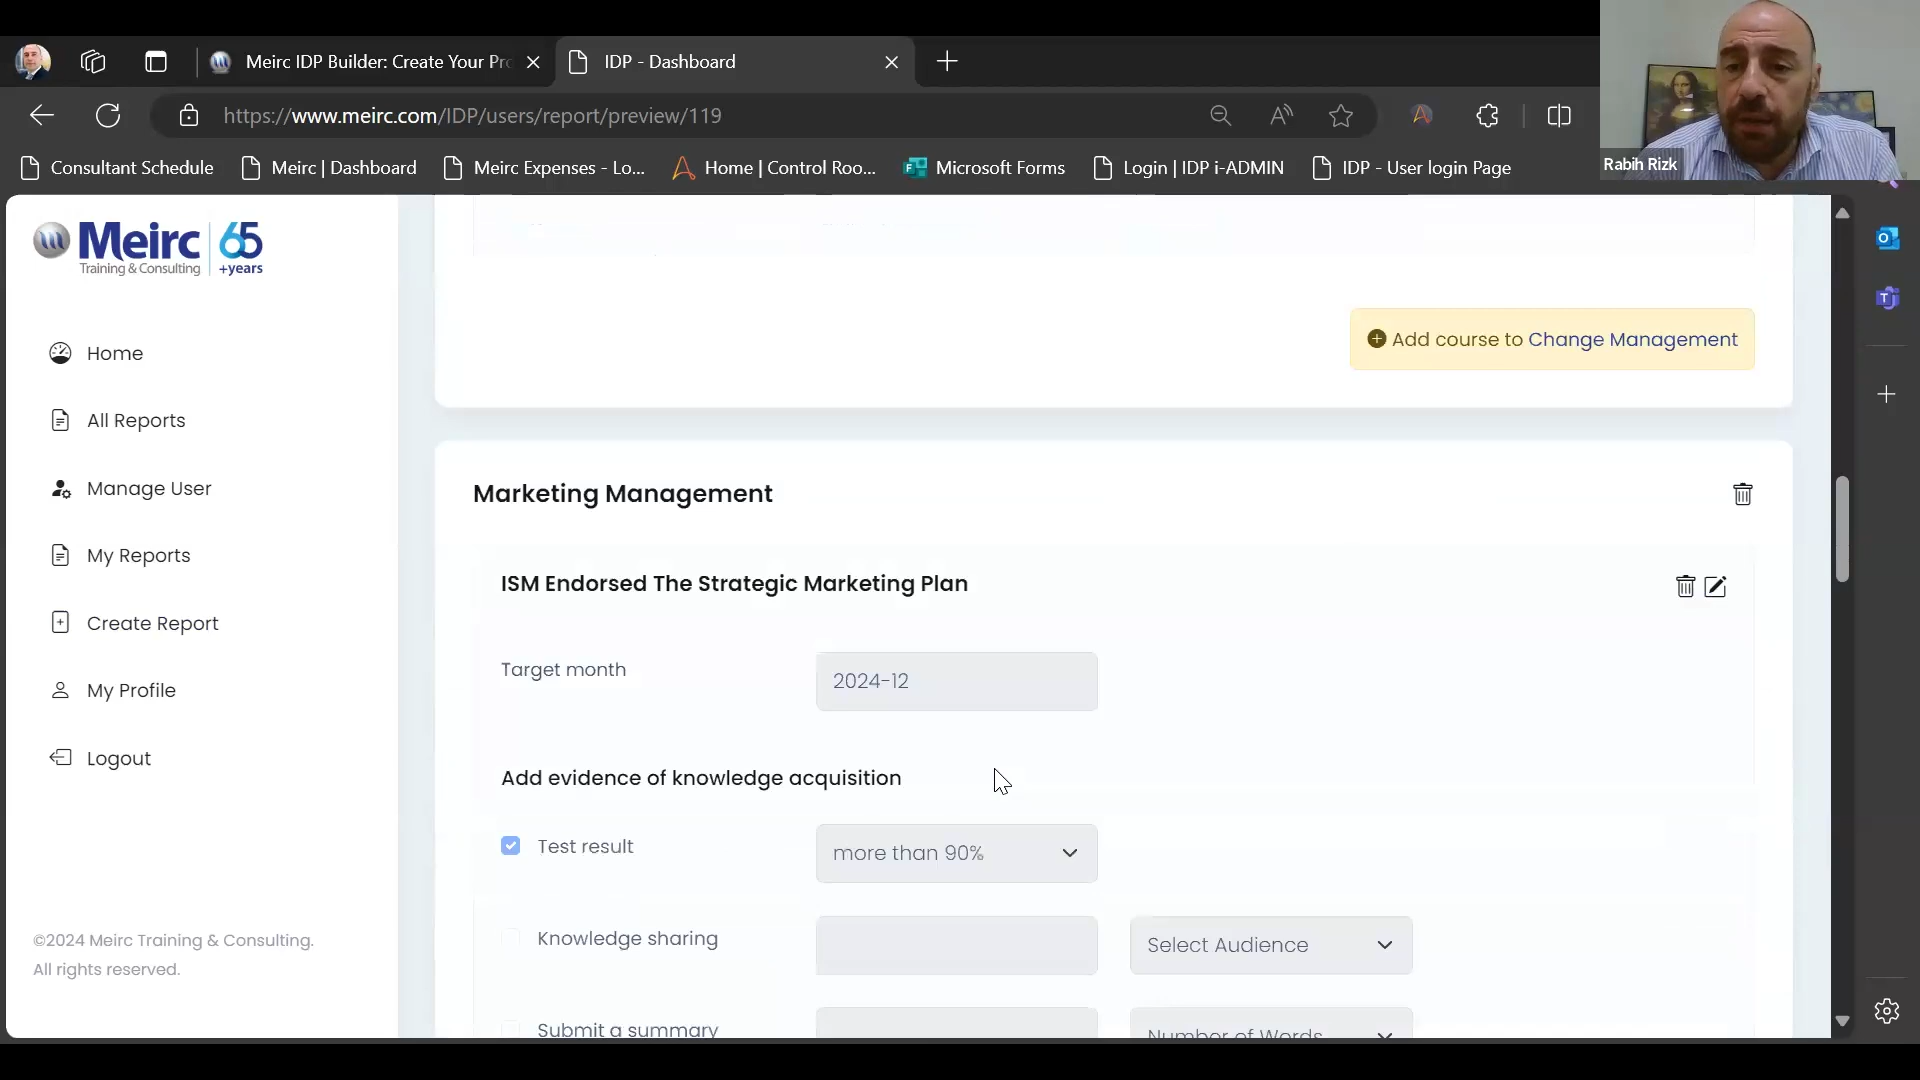 Meirc IDP Builder: Create Your Pro
IDP - Dashboard
https://www.meirc.com/IDP/users/report/preview/119
Consultant Schedule
Meirc | Dashboard
Meirc Expenses - Lo...
Home | Control Roo...
Microsoft Forms
Login | IDP i-ADMIN
IDP - User login Page
Rabih Rizk
Meirc
Training & Consulting
65
+years
Home
All Reports
Manage User
My Reports
Create Report
My Profile
Logout
©2024 Meirc Training & Consulting.
All rights reserved.
Add course to Change Management
Marketing Management
ISM Endorsed The Strategic Marketing Plan
Target month
2024-12
Add evidence of knowledge acquisition
Test result
more than 90%
Knowledge sharing
Select Audience
Submit a summary
Number of Words